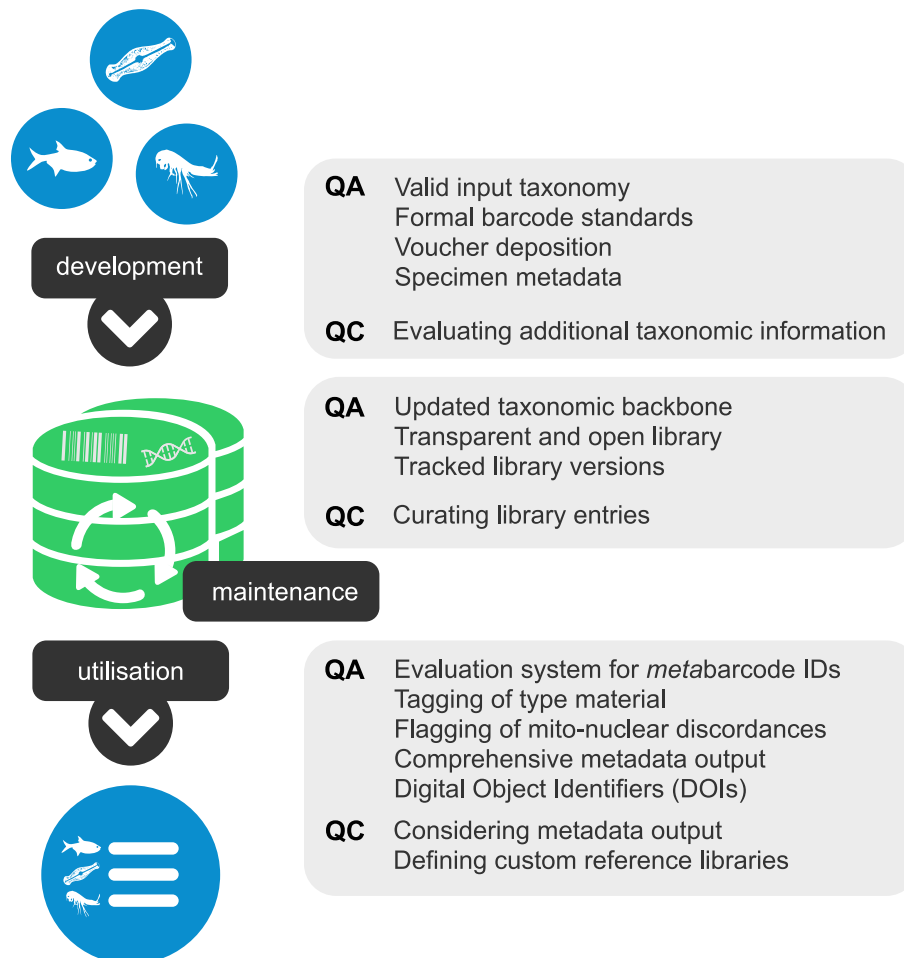 development
QA Valid input taxonomy
Formal barcode standards
Voucher deposition
Specimen metadata
QC Evaluating additional taxonomic information
QA Updated taxonomic backbone
Transparent and open library
Tracked library versions
QC Curating library entries
maintenance
utilisation
QA Evaluation system for metabarcode IDs
Tagging of type material
Flagging of mito-nuclear discordances
Comprehensive metadata output
Digital Object Identifiers (DOIs)
QC Considering metadata output
Defining custom reference libraries